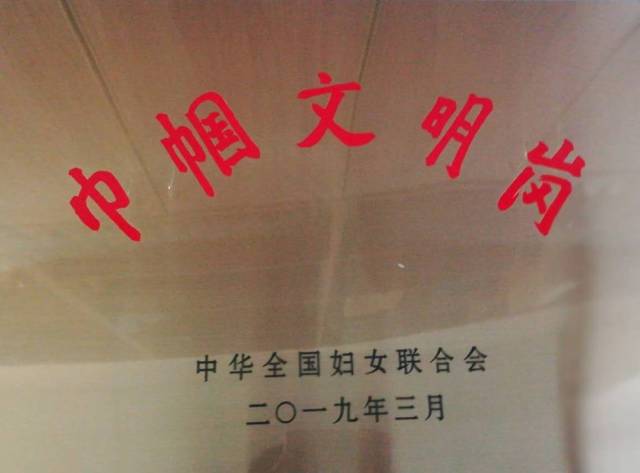 巾帼文明岗
中华全国妇女联合会
二〇一九年三月